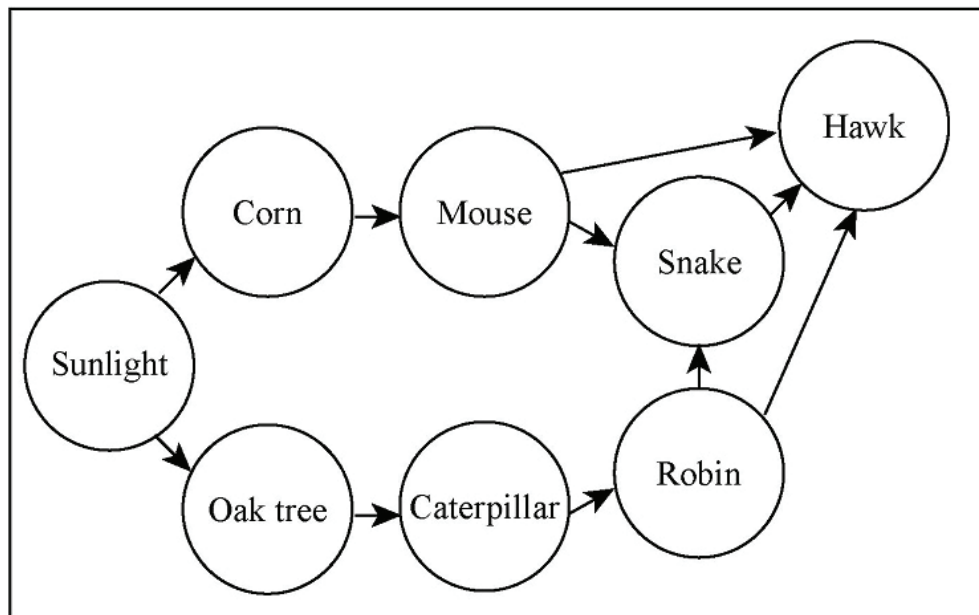 Hawk
Corn
Mouse
Snake
Sunlight
Robin
Oak tree
Caterpillar